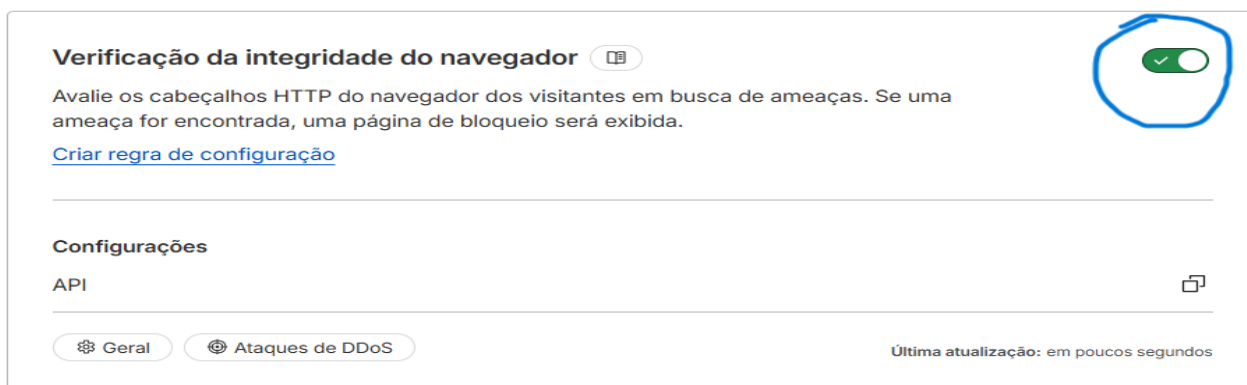 Verificação da integridade do navegador
Avalie os cabeçalhos HTTP do navegador dos visitantes em busca de ameaças. Se uma
ameaça for encontrada, uma página de bloqueio será exibida.
Criar regra de configuração
Configurações
API
Geral
Ataques de DDoS
Última atualização: em poucos segundos